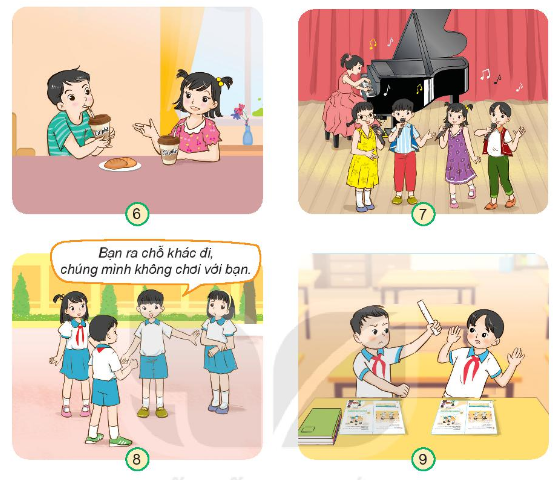 6
7
Bạn ra chỗ khác đi,
chúng mình không chơi với bạn.
8
9